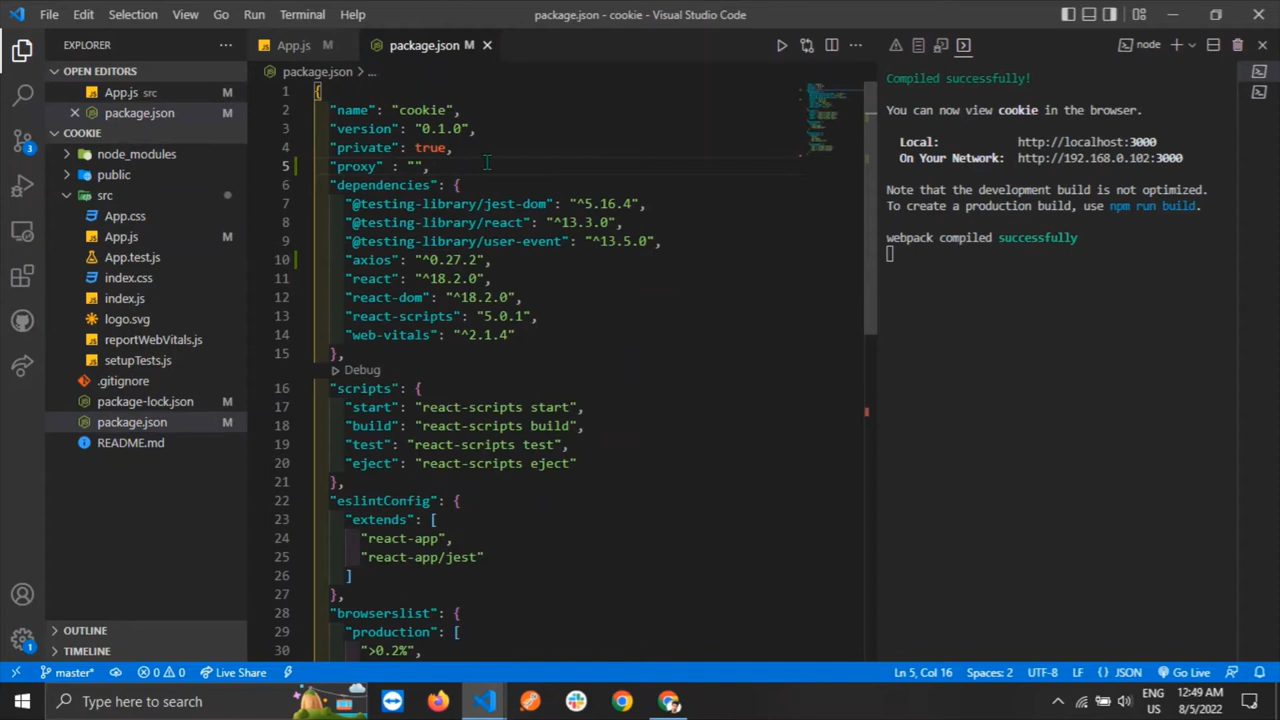 File Edit Selection View Go Run Terminal Help
package.json - cookie - Visual Studio Code
EXPLORER
OPEN EDITORS
App.js src M
package.json M
COOKIE
node_modules
public
src
App.css
App.js M
App.test.js
index.css
index.js
logo.svg
reportWebVitals.js
setupTests.js
.gitignore
package-lock.json M
package.json M
README.md
OUTLINE
TIMELINE
3
1
App.js M
package.json M
package.json > ...
1 {
2 "name": "cookie",
3 "version": "0.1.0",
4 "private": true,
5 "proxy" : "",
6 "dependencies": {
7 "@testing-library/jest-dom": "^5.16.4",
8 "@testing-library/react": "^13.3.0",
9 "@testing-library/user-event": "^13.5.0",
10 "axios": "^0.27.2",
11 "react": "^18.2.0",
12 "react-dom": "^18.2.0",
13 "react-scripts": "5.0.1",
14 "web-vitals": "^2.1.4"
15 },
Debug
16 "scripts": {
17 "start": "react-scripts start",
18 "build": "react-scripts build",
19 "test": "react-scripts test",
20 "eject": "react-scripts eject"
21 },
22 "eslintConfig": {
23 "extends": [
24 "react-app",
25 "react-app/jest"
26 ]
27 },
28 "browserslist": {
29 "production": [
30 ">0.2%",
node
Compiled successfully!
You can now view cookie in the browser.
Local: http://localhost:3000
On Your Network: http://192.168.0.102:3000
Note that the development build is not optimized.
To create a production build, use npm run build.
webpack compiled successfully
master* 0 0 Live Share
Ln 5, Col 16 Spaces: 2 UTF-8 LF {} JSON Go Live
Type here to search
ENG
US
12:49 AM
8/5/2022